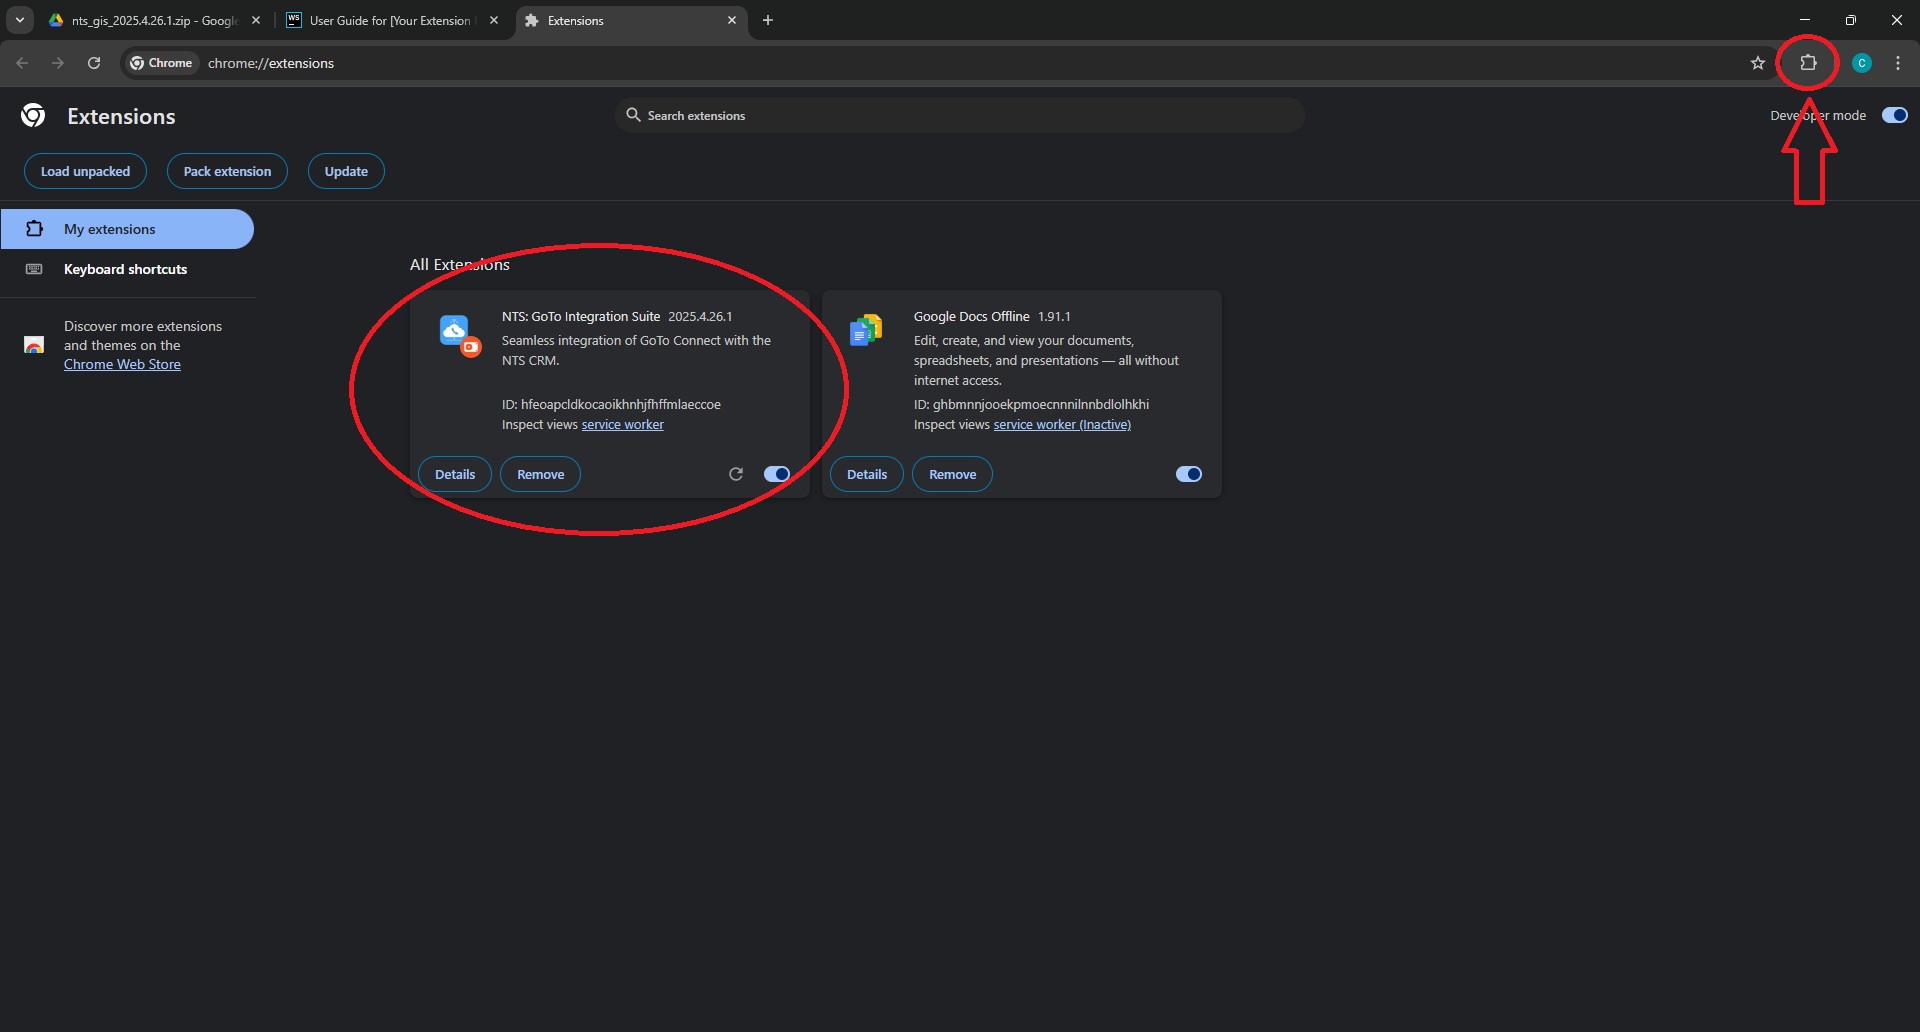 nts_gis_2025.4.26.1.zip - Google
WS
User Guide for [Your Extension
Extensions
Chrome
chrome://extensions
C
Extensions
Search extensions
Developer mode
Load unpacked
Pack extension
Update
My extensions
Keyboard shortcuts
Discover more extensions
and themes on the
Chrome Web Store
All Extensions
NTS: GoTo Integration Suite 2025.4.26.1
Seamless integration of GoTo Connect with the
NTS CRM.
ID: hfeoapcldkocaoikhnhjfhffmlaeccoe
Inspect views service worker
Details
Remove
Google Docs Offline 1.91.1
Edit, create, and view your documents,
spreadsheets, and presentations — all without
internet access.
ID: ghbmnnjooekpmoecnnnilnnbdlolhkhi
Inspect views service worker (Inactive)
Details
Remove